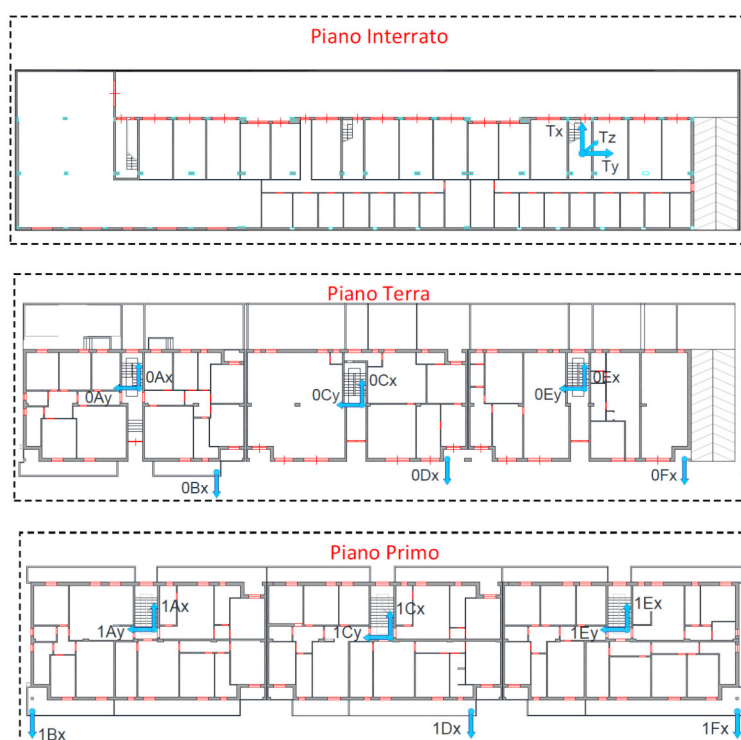 Piano Interrato
Tx
Tz
Ty
Piano Terra
0Ax
0Ay
0Cx
0Cy
0Ex
0Ey
0Bx
0Dx
0Fx
Piano Primo
1Ax
1Ay
1Cx
1Cy
1Ex
1Ey
1Bx
1Dx
1Fx